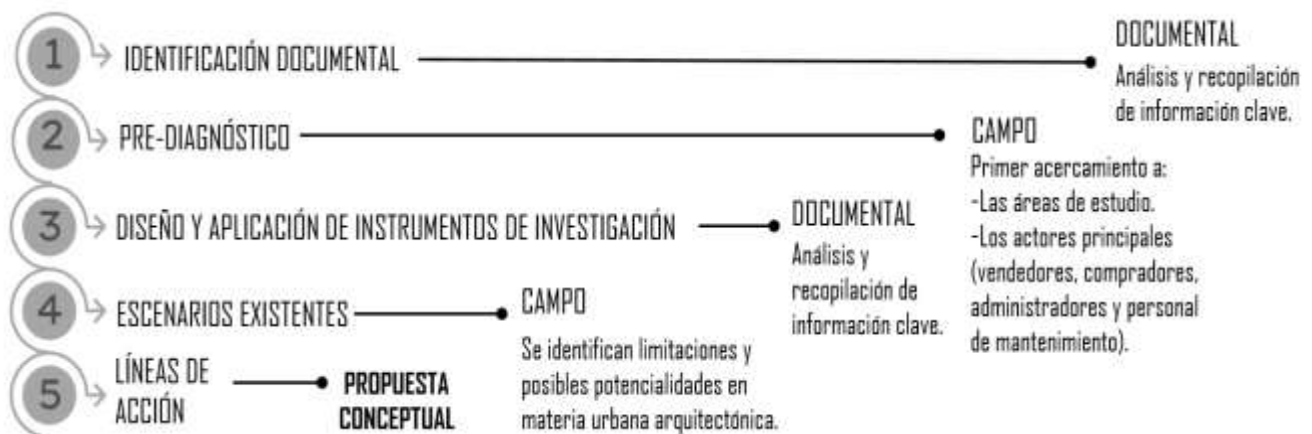 1
IDENTIFICACIÓN DOCUMENTAL
DOCUMENTAL
Análisis y recopilación
de información clave.
2
PRE-DIAGNÓSTICO
CAMPO
Primer acercamiento a:
-Las áreas de estudio.
-Los actores principales
(vendedores, compradores,
administradores y personal
de mantenimiento).
3
DISEÑO Y APLICACIÓN DE INSTRUMENTOS DE INVESTIGACIÓN
DOCUMENTAL
Análisis y
recopilación de
información clave.
4
ESCENARIOS EXISTENTES
CAMPO
Se identifican limitaciones y
posibles potencialidades en
materia urbana arquitectónica.
5
LÍNEAS DE
ACCIÓN
PROPUESTA
CONCEPTUAL